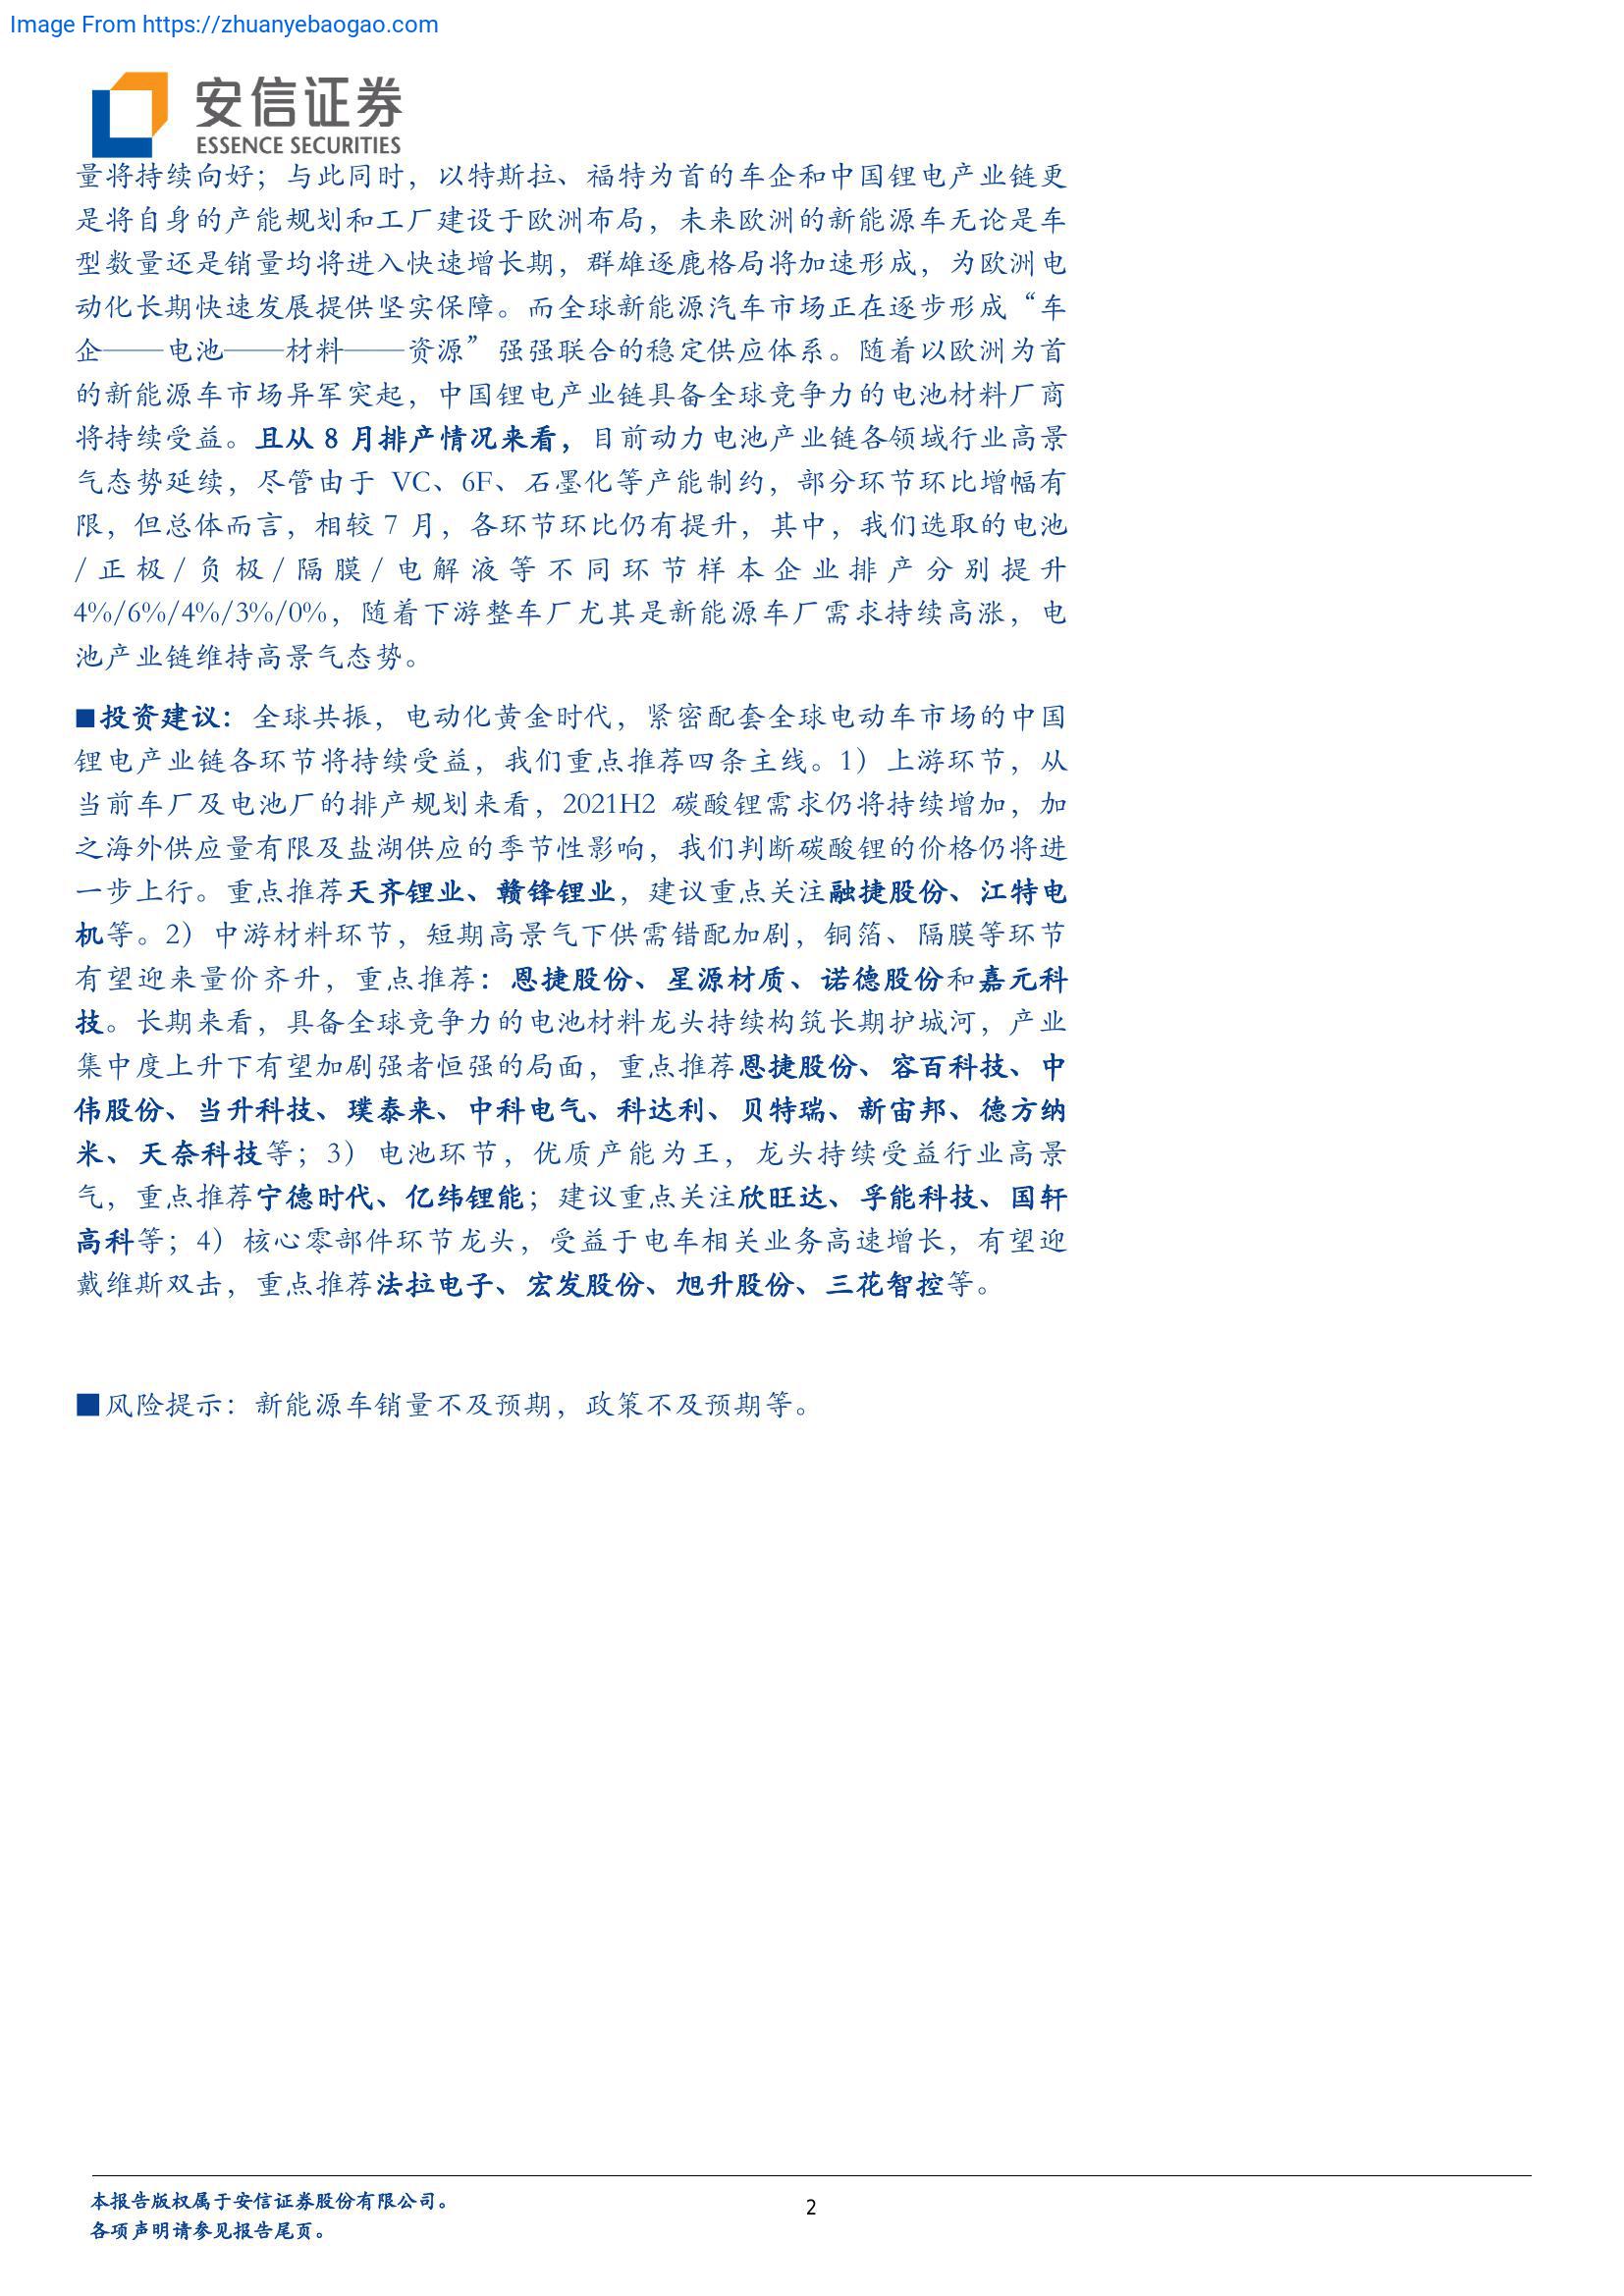 Image From https://zhuanyebaogao.com
安信证券
ESSENCE SECURITIES
量将持续向好；与此同时，以特斯拉、福特为首的车企和中国锂电产业链更
是将自身的产能规划和工厂建设于欧洲布局，未来欧洲的新能源车无论是车
型数量还是销量均将进入快速增长期，群雄逐鹿格局将加速形成，为欧洲电
动化长期快速发展提供坚实保障。而全球新能源汽车市场正在逐步形成“车
企——电池——材料——资源”强强联合的稳定供应体系。随着以欧洲为首
的新能源车市场异军突起，中国锂电产业链具备全球竞争力的电池材料厂商
将持续受益。且从 8 月排产情况来看，目前动力电池产业链各领域行业高景
气态势延续，尽管由于 VC、6F、石墨化等产能制约，部分环节环比增幅有
限，但总体而言，相较 7 月，各环节环比仍有提升，其中，我们选取的电池
/正极/负极/隔膜/电解液等不同环节样本企业排产分别提升
4%/6%/4%/3%/0%，随着下游整车厂尤其是新能源车厂需求持续高涨，电
池产业链维持高景气态势。
■投资建议：全球共振，电动化黄金时代，紧密配套全球电动车市场的中国
锂电产业链各环节将持续受益，我们重点推荐四条主线。1）上游环节，从
当前车厂及电池厂的排产规划来看，2021H2 碳酸锂需求仍将持续增加，加
之海外供应量有限及盐湖供应的季节性影响，我们判断碳酸锂的价格仍将进
一步上行。重点推荐天齐锂业、赣锋锂业，建议重点关注融捷股份、江特电
机等。2）中游材料环节，短期高景气下供需错配加剧，铜箔、隔膜等环节
有望迎来量价齐升，重点推荐：恩捷股份、星源材质、诺德股份和嘉元科
技。长期来看，具备全球竞争力的电池材料龙头持续构筑长期护城河，产业
集中度上升下有望加剧强者恒强的局面，重点推荐恩捷股份、容百科技、中
伟股份、当升科技、璞泰来、中科电气、科达利、贝特瑞、新宙邦、德方纳
米、天奈科技等；3）电池环节，优质产能为王，龙头持续受益行业高景
气，重点推荐宁德时代、亿纬锂能；建议重点关注欣旺达、孚能科技、国轩
高科等；4）核心零部件环节龙头，受益于电车相关业务高速增长，有望迎
戴维斯双击，重点推荐法拉电子、宏发股份、旭升股份、三花智控等。
■风险提示：新能源车销量不及预期，政策不及预期等。
本报告版权属于安信证券股份有限公司。
各项声明请参见报告尾页。
2